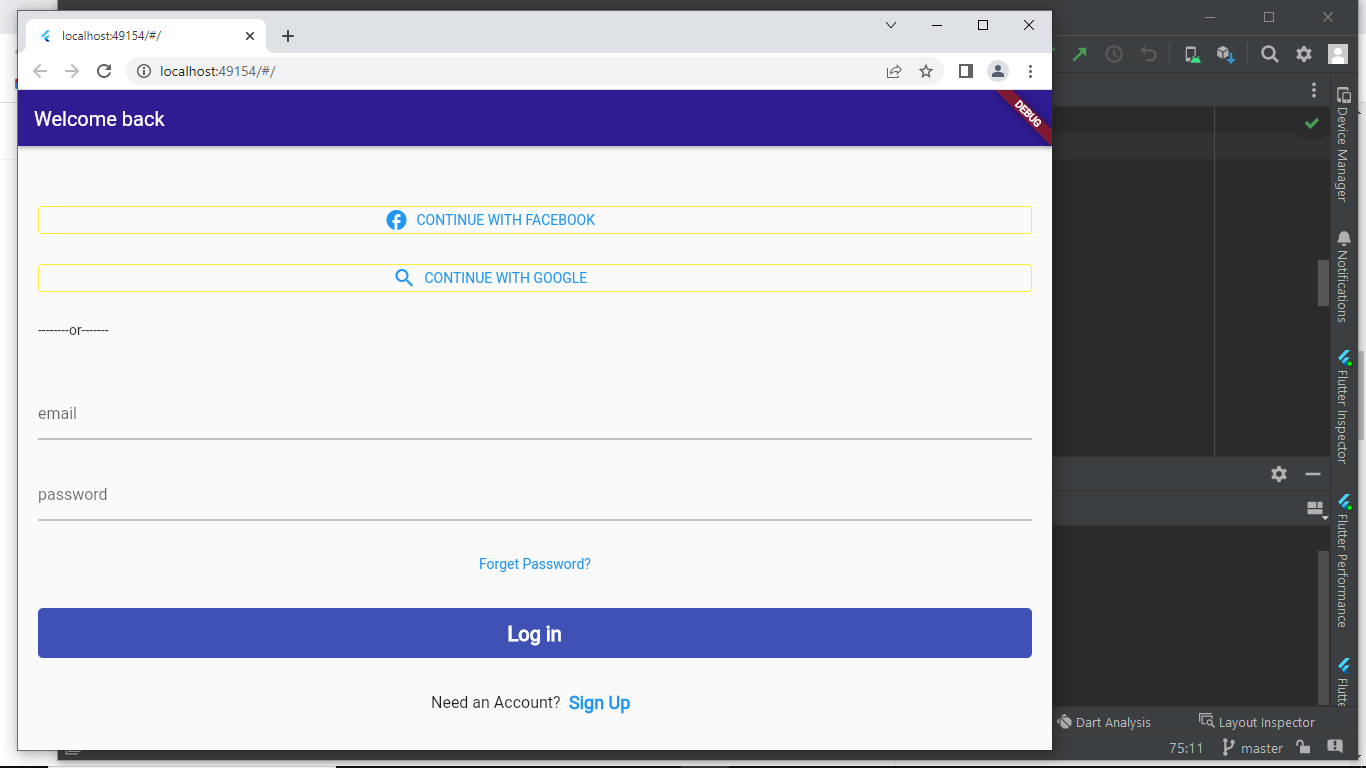 localhost:49154/#/
localhost:49154/#/
Welcome back
DEBUG
CONTINUE WITH FACEBOOK
CONTINUE WITH GOOGLE
--------or-------
email
password
Forget Password?
Log in
Need an Account? Sign Up
Device Manager
Notifications
Flutter Inspector
Flutter Performance
Flutte
Dart Analysis
Layout Inspector
75:11
master